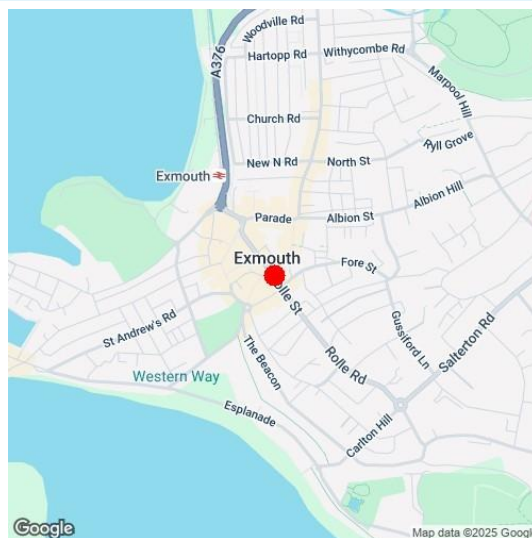 Woodville Rd
A376
Hartopp Rd
Withycombe Rd
Marpool Hill
Church Rd
Ryll Grove
New N Rd
North St
Exmouth
Albion Hill
Parade
Albion St
Exmouth
Fore St
olle St
St Andrew's Rd
Gussiford Ln
Salterton Rd
The Beacon
Rolle Rd
Western Way
Esplanade
Carlton Hill
Google
Map data ©2025 Google